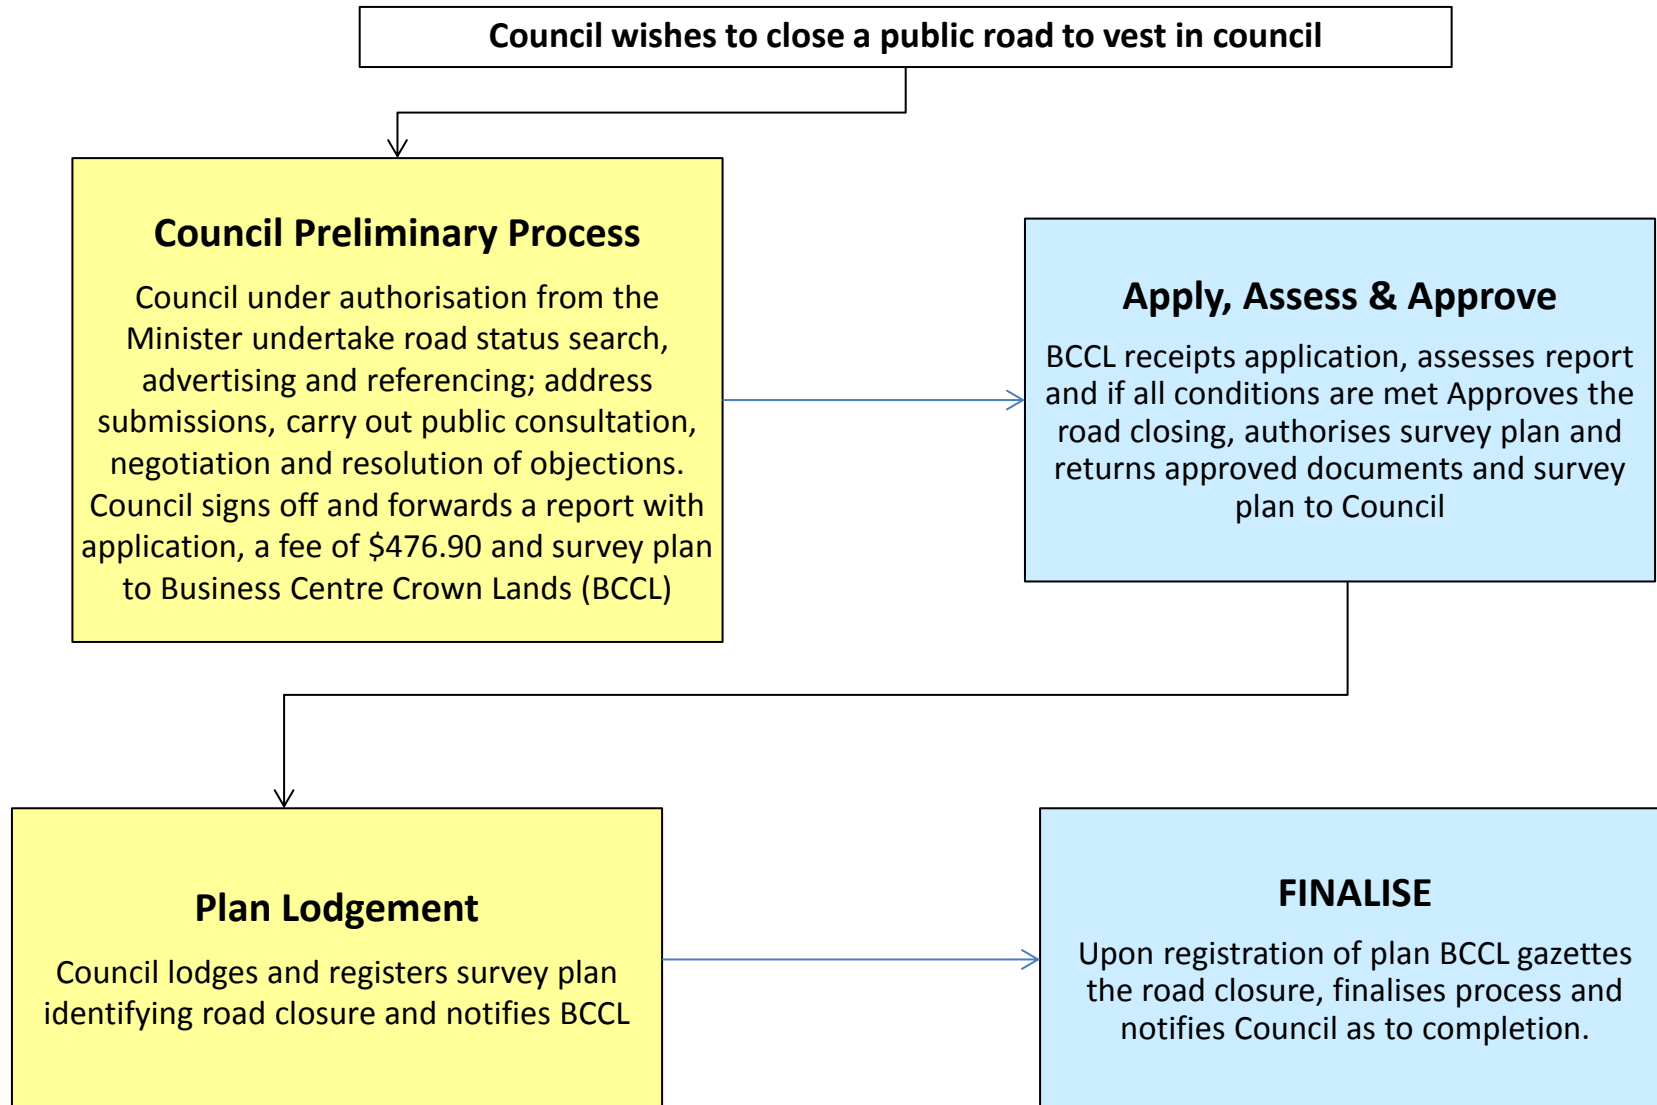 Council wishes to close a public road to vest in council
Council Preliminary Process
Council under authorisation from the
Minister undertake road status search,
advertising and referencing; address
submissions, carry out public consultation,
negotiation and resolution of objections.
Council signs off and forwards a report with
application, a fee of $476.90 and survey plan
to Business Centre Crown Lands (BCCL)
Apply, Assess & Approve
BCCL receipts application, assesses report
and if all conditions are met Approves the
road closing, authorises survey plan and
returns approved documents and survey
plan to Council
Plan Lodgement
Council lodges and registers survey plan
identifying road closure and notifies BCCL
FINALISE
Upon registration of plan BCCL gazettes
the road closure, finalises process and
notifies Council as to completion.